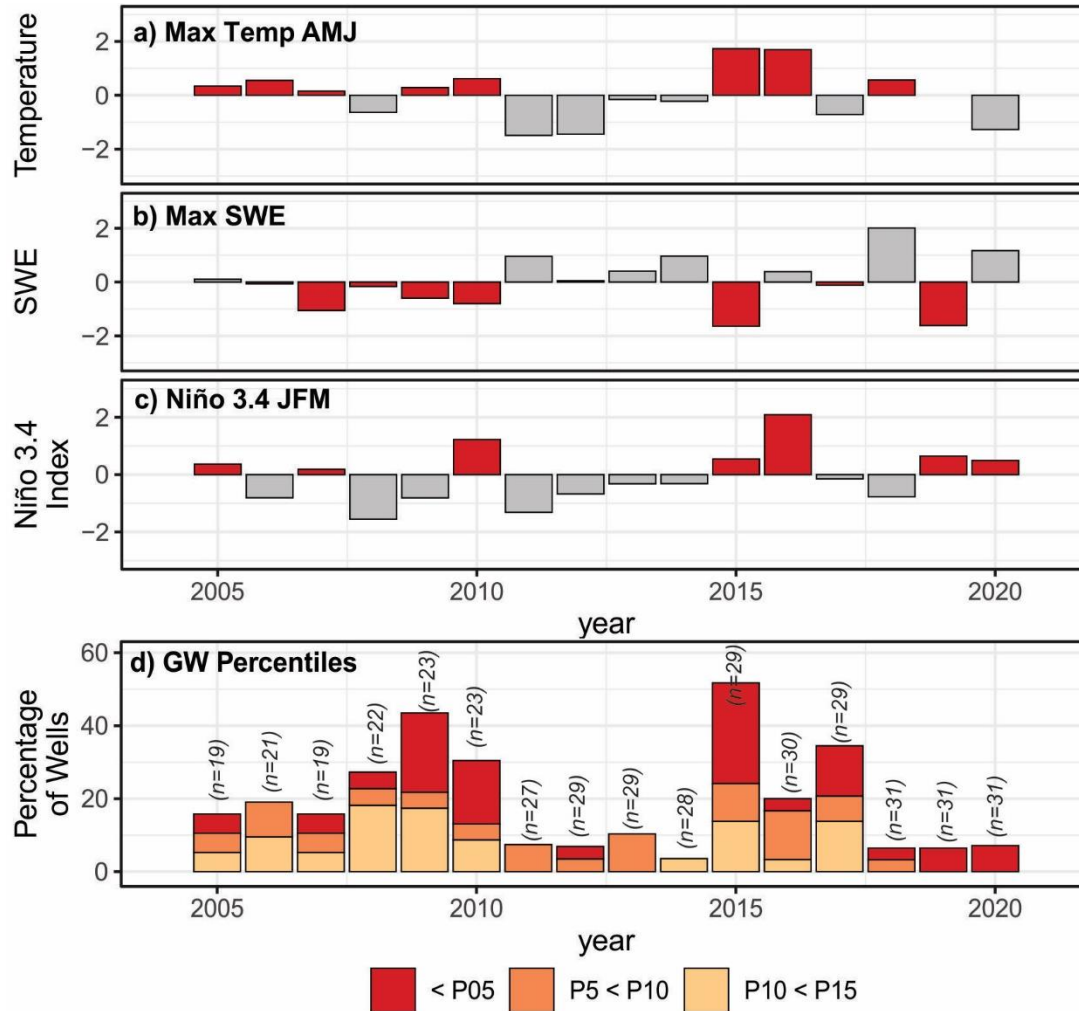 a) Max Temp AMJ
Temperature
2
0
−2
b) Max SWE
SWE
2
0
−2
c) Niño 3.4 JFM
Niño 3.4
Index
2
0
−2
2005 2010 2015 2020
year
d) GW Percentiles
Percentage
of Wells
60
40
20
0
(n=19)
(n=21)
(n=19)
(n=22)
(n=23)
(n=23)
(n=27)
(n=29)
(n=29)
(n=28)
(n=29)
(n=30)
(n=29)
(n=31)
(n=31)
(n=31)
2005 2010 2015 2020
year
< P05 P5 < P10 P10 < P15